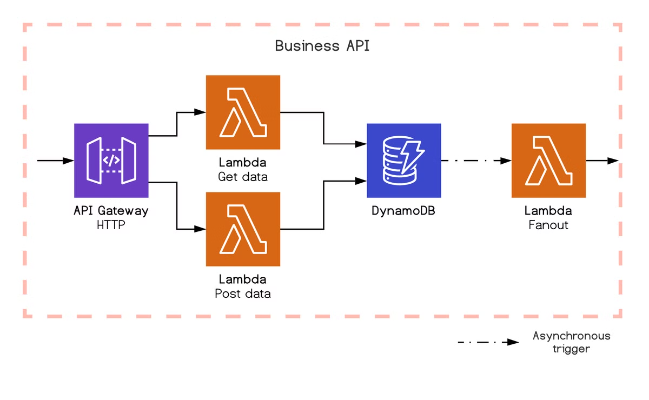 Business API
Lambda
Get data
API Gateway
HTTP
DynamoDB
Lambda
Fanout
Lambda
Post data
Asynchronous
trigger